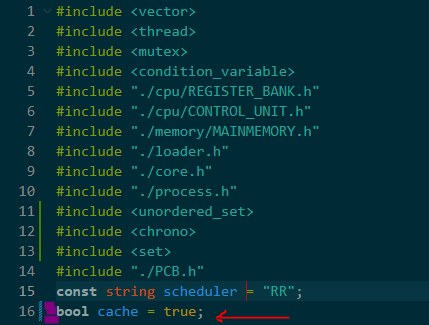 1 #include <vector>
2 #include <thread>
3 #include <mutex>
4 #include <condition_variable>
5 #include "./cpu/REGISTER_BANK.h"
6 #include "./cpu/CONTROL_UNIT.h"
7 #include "./memory/MAINMEMORY.h"
8 #include "./loader.h"
9 #include "./core.h"
10 #include "./process.h"
11 #include <unordered_set>
12 #include <chrono>
13 #include <set>
14 #include "./PCB.h"
15 const string scheduler = "RR";
16 bool cache = true;